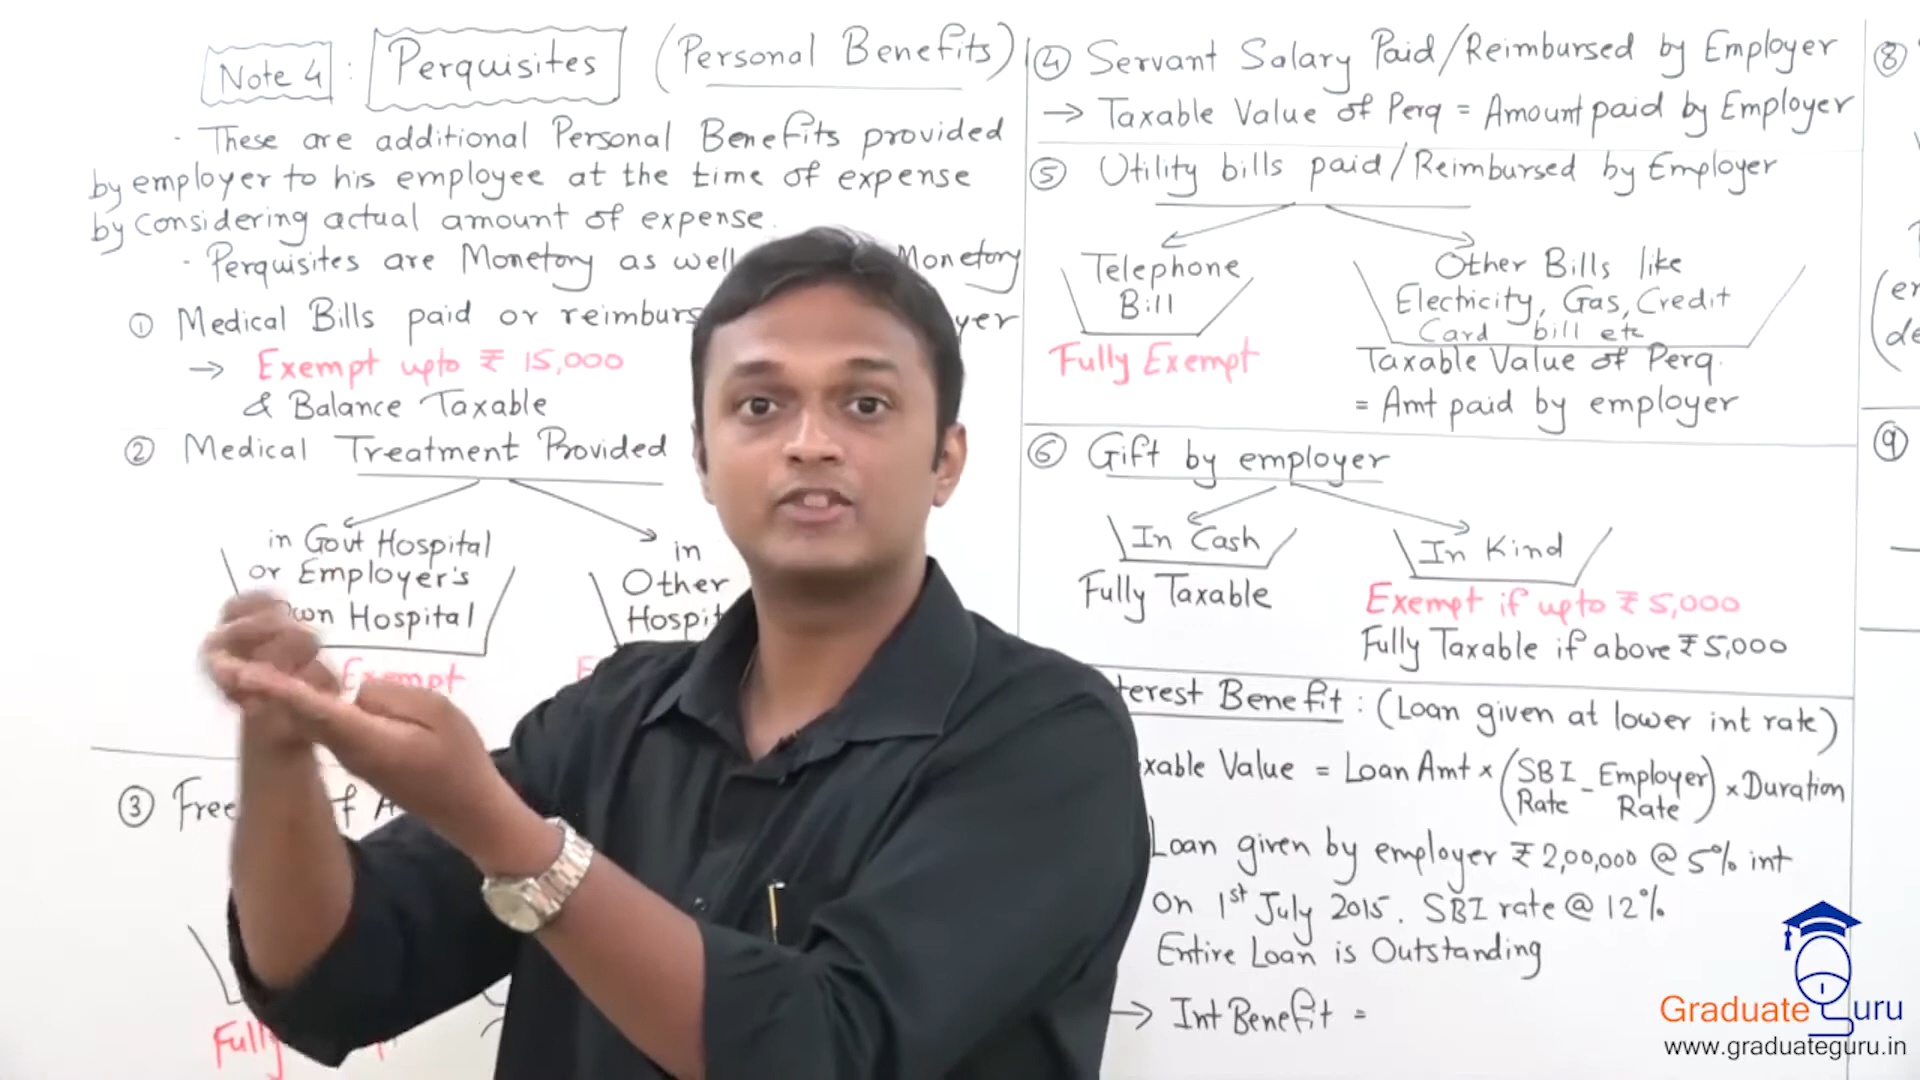 Note 4 : Perquisites (Personal Benefits)
· These are additional Personal Benefits provided
by employer to his employee at the time of expense
by considering actual amount of expense.
· Perquisites are Monetory as well Monetory
① Medical Bills paid or reimburs yer
→ Exempt upto ₹ 15,000
& Balance Taxable
② Medical Treatment Provided
in Govt Hospital
or Employer's
Own Hospital
Exempt
in
Other
Hospit
③ Free
Fully
④ Servant Salary Paid/Reimbursed by Employer
→ Taxable Value of Perq = Amount paid by Employer
⑤ Utility bills paid/Reimbursed by Employer
Telephone
Bill
Fully Exempt
Other Bills like
Electricity, Gas, Credit
Card bill etc
Taxable Value of Perq.
= Amt paid by employer
⑥ Gift by employer
In Cash
Fully Taxable
In Kind
Exempt if upto ₹ 5,000
Fully Taxable if above ₹ 5,000
terest Benefit : (Loan given at lower int rate)
xable Value = Loan Amt × (SBI Rate - Employer Rate) × Duration
Loan given by employer ₹ 2,00,000 @ 5% int
on 1st July 2015. SBI rate @ 12%
Entire Loan is Outstanding
→ Int Benefit =
⑧
er
de
⑨
Graduate Guru
www.graduateguru.in